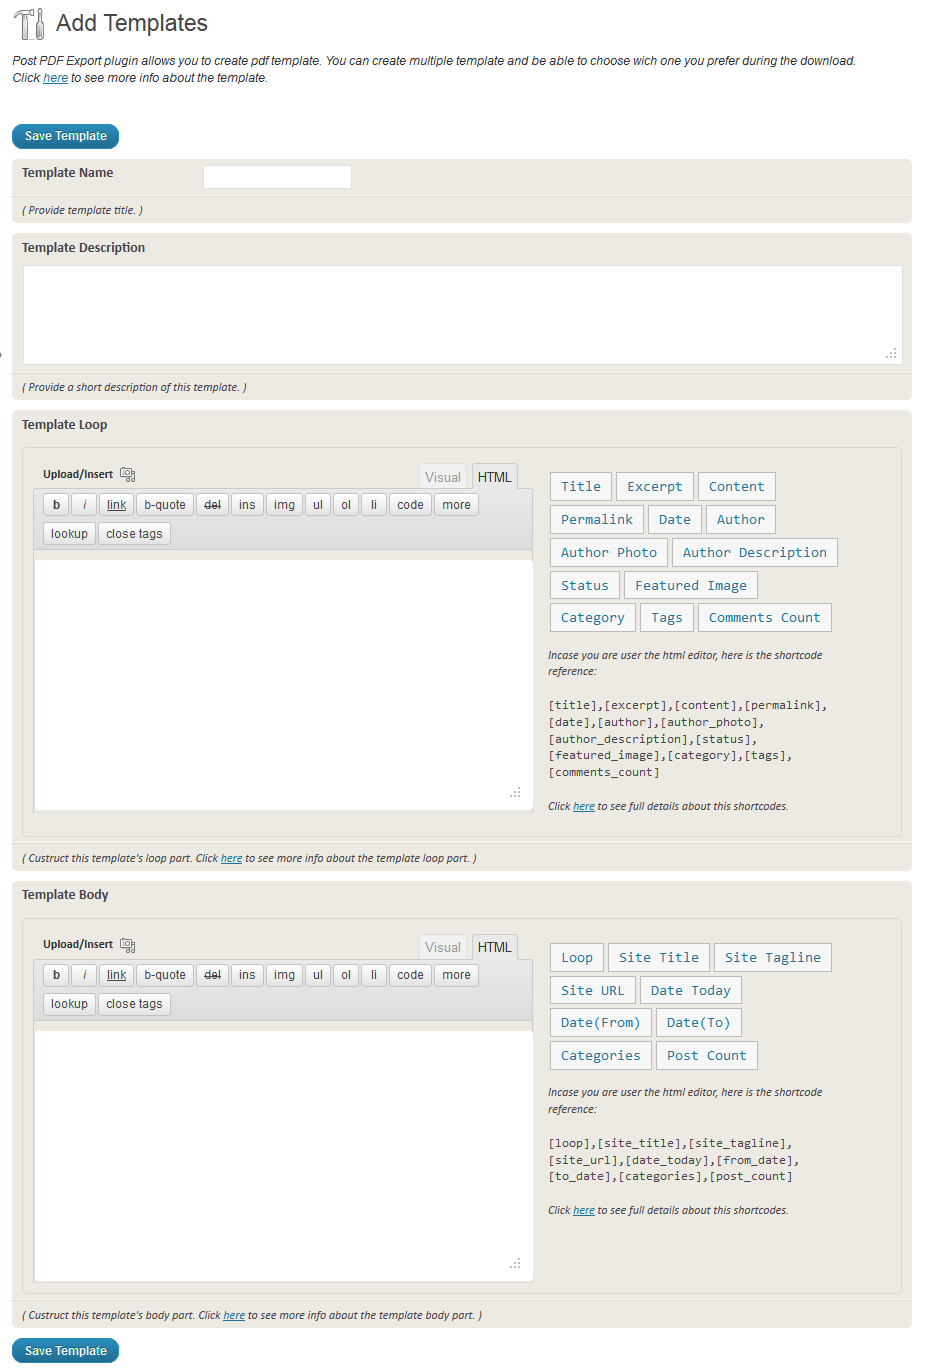 Add Templates
Post PDF Export plugin allows you to create pdf template. You can create multiple template and be able to choose wich one you prefer during the download.
Click here to see more info about the template.
Save Template
Template Name
( Provide template title. )
Template Description
( Provide a short description of this template. )
Template Loop
Upload/Insert
Visual HTML
b i link b-quote del ins img ul ol li code more
lookup close tags
Title Excerpt Content
Permalink Date Author
Author Photo Author Description
Status Featured Image
Category Tags Comments Count
Incase you are user the html editor, here is the shortcode
reference:
[title],[excerpt],[content],[permalink],
[date],[author],[author_photo],
[author_description],[status],
[featured_image],[category],[tags],
[comments_count]
Click here to see full details about this shortcodes.
( Custruct this template's loop part. Click here to see more info about the template loop part. )
Template Body
Upload/Insert
Visual HTML
b i link b-quote del ins img ul ol li code more
lookup close tags
Loop Site Title Site Tagline
Site URL Date Today
Date(From) Date(To)
Categories Post Count
Incase you are user the html editor, here is the shortcode
reference:
[loop],[site_title],[site_tagline],
[site_url],[date_today],[from_date],
[to_date],[categories],[post_count]
Click here to see full details about this shortcodes.
( Custruct this template's body part. Click here to see more info about the template body part. )
Save Template